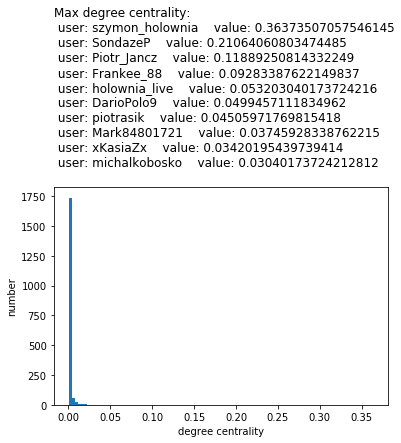 Max degree centrality:
user: szymon_holownia value: 0.36373507057546145
user: SondazeP value: 0.21064060803474485
user: Piotr_Jancz value: 0.11889250814332249
user: Frankee_88 value: 0.09283387622149837
user: holownia_live value: 0.053203040173724216
user: DarioPolo9 value: 0.0499457111834962
user: piotrasik value: 0.04505971769815418
user: Mark84801721 value: 0.03745928338762215
user: xKasiaZx value: 0.03420195439739414
user: michalkobosko value: 0.03040173724212812
1750
1500
1250
1000
750
500
250
0
number
0.00 0.05 0.10 0.15 0.20 0.25 0.30 0.35
degree centrality